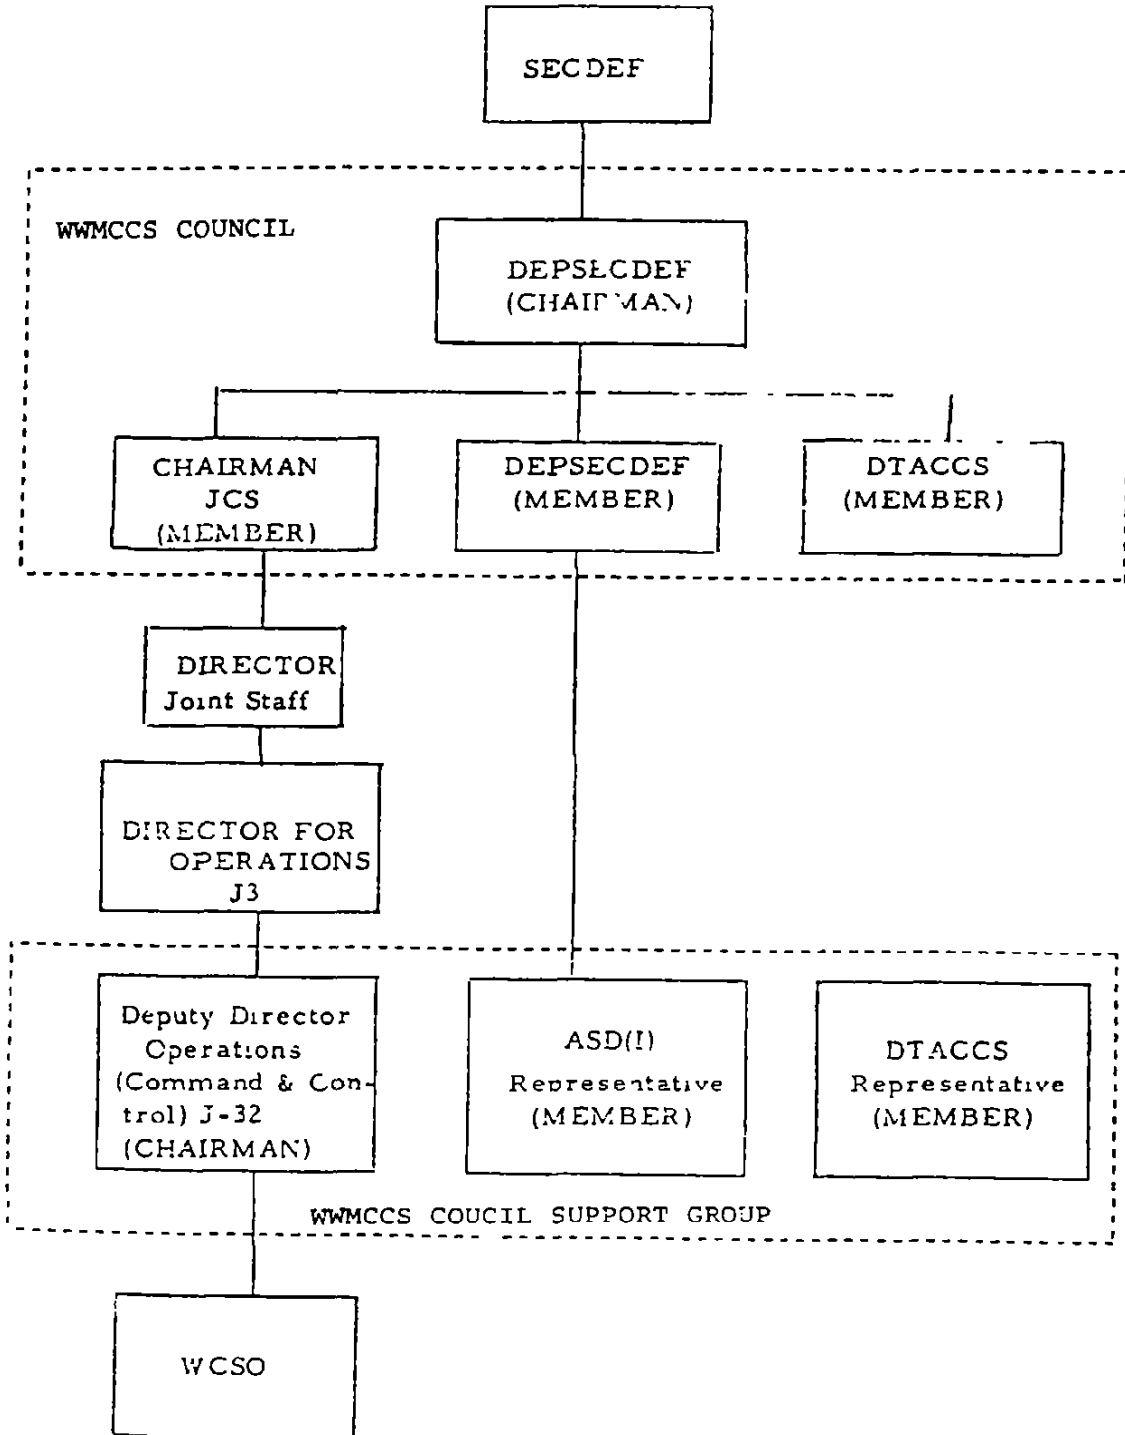 SECDEF
WWMCCS COUNCIL
DEPSECDEF
(CHAIRMAN)
CHAIRMAN
JCS
(MEMBER)
DEPSECDEF
(MEMBER)
DTACCS
(MEMBER)
DIRECTOR
Joint Staff
DIRECTOR FOR
OPERATIONS
J3
Deputy Director
Operations
(Command & Con-
trol) J-32
(CHAIRMAN)
ASD(I)
Representative
(MEMBER)
DTACCS
Representative
(MEMBER)
WWMCCS COUCIL SUPPORT GROUP
WCSO